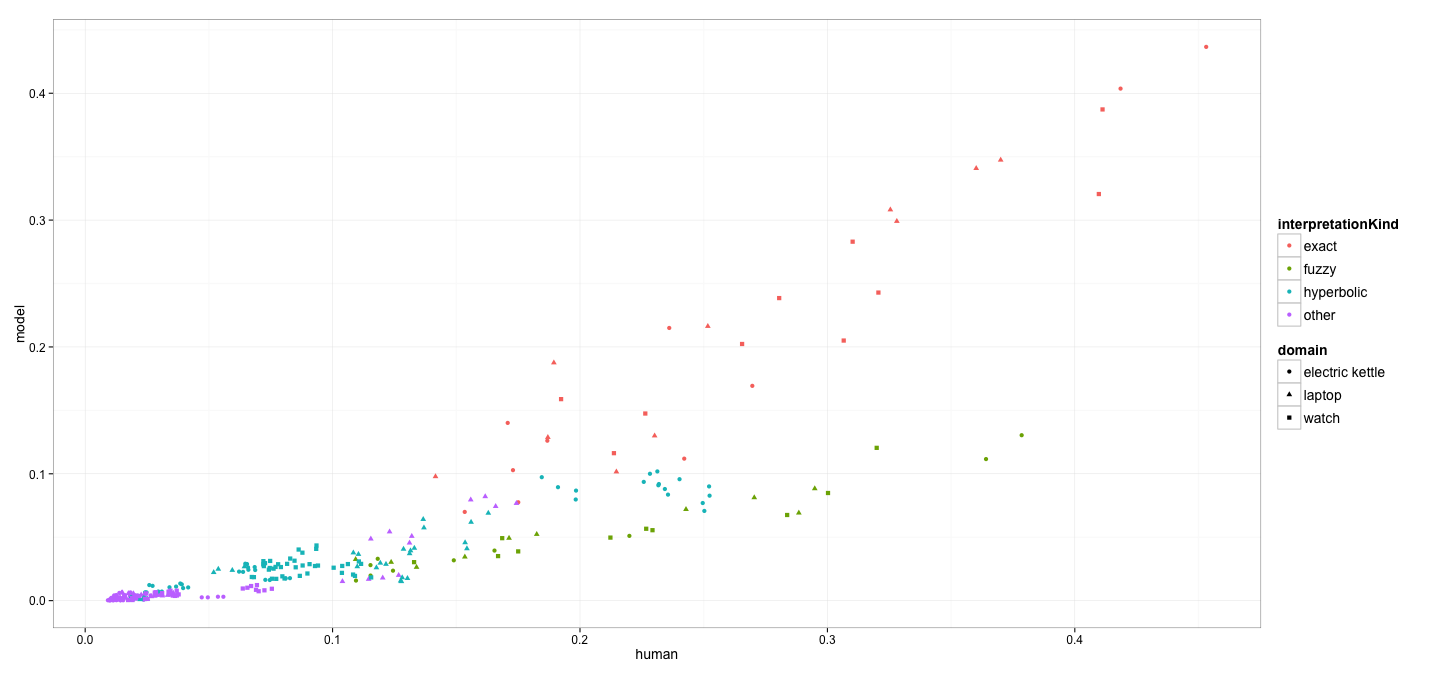 0.4
0.3
0.2
0.1
0.0
model
0.0 0.1 0.2 0.3 0.4
human
interpretationKind
exact
fuzzy
hyperbolic
other
domain
electric kettle
laptop
watch